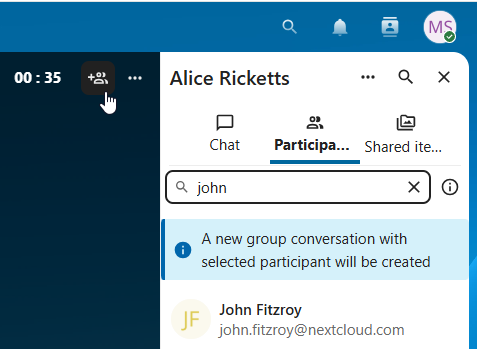 MS
00 : 35
Alice Ricketts
Chat
Participa...
Shared ite...
john
A new group conversation with
selected participant will be created
JF
John Fitzroy
john.fitzroy@nextcloud.com